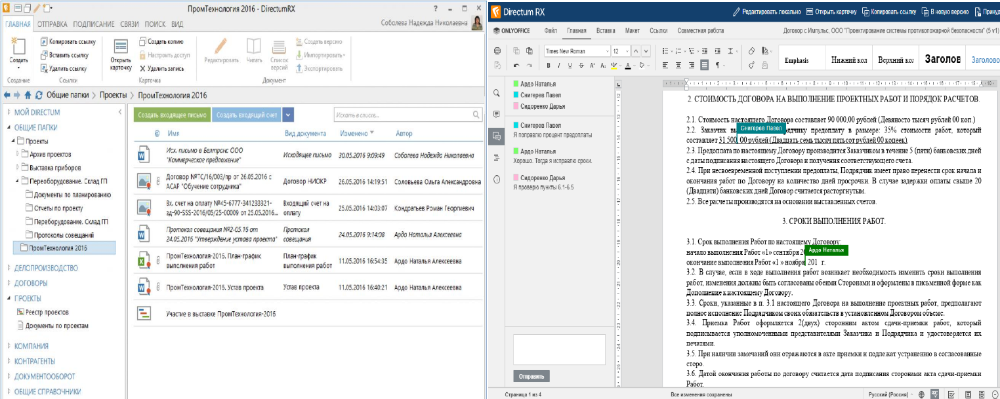 ПромТехнология 2016 - DirectumRX
? – □ X
ГЛАВНАЯ ОТПРАВКА ПОДПИСАНИЕ СВЯЗИ ПОИСК ВИД
Соболева Надежда Николаевна
Создать
Копировать ссылку
Вставить ссылку
Удалить ссылку
Открыть карточку
Создать копию
Настроить доступ
Удалить запись
Редактировать
Читать
Список версий
Создать версию
Импортировать
Экспортировать
Создание
Ссылки
Карточка
Документ
Общие папки > Проекты > ПромТехнология 2016
МОЙ DIRECTUM
ОБЩИЕ ПАПКИ
Проекты
Архив проектов
Выставка приборов
Переоборудование. Склад ГП
Документы по планированию
Отчеты по проекту
Переборудование. Склад ГП
Протоколы совещаний
ПромТехнология 2016
ДЕЛОПРОИЗВОДСТВО
ДОГОВОРЫ
ПРОЕКТЫ
Реестр проектов
Документы по проектам
КОМПАНИЯ
КОНТРАГЕНТЫ
ДОКУМЕНТООБОРОТ
ОБЩИЕ СПРАВОЧНИКИ
Создать входящее письмо
Создать входящий счет
Искать в списке...
@ Имя Вид документа Изменено Автор
Исх. письмо в Белтранс ООО
"Коммерческое предложение"
Исходящее письмо 30.05.2016 9:09:49 Соболева Надежда Николаевна
Договор №ТС/16/003/пр от 26.05.2016 с
АСАР "Обучение сотрудника"
Договор НИОКР 26.05.2016 14:19:51 Соловьева Ольга Александровна
Вх. счет на оплату №45-6777-341233321-
зд-90-SSS-2016/05/25-00009 от 25.05.2016...
Входящий счет на
оплату
25.05.2016 14:03:07 Кондратьев Роман Георгиевич
Протокол совещания №2-05.15 от
24.05.2016 "Утверждение устава проекта"
Протокол
совещания
24.05.2016 9:14:08 Ардо Наталья Алексеевна
ПромТехнология-2016. План-график
выполнения работ
План-график
выполнения работ
11.05.2016 16:54:35 Ардо Наталья Алексеевна
ПромТехнология-2016. Устав проекта Устав проекта 11.05.2016 16:40:21 Ардо Наталья Алексеевна
Участие в выставке ПромТехнология-2016
Directum RX
Редактировать локально Открыть карточку Копировать ссылку В новую версию Принуд
ONLYOFFICE Файл Главная Вставка Макет Ссылки Совместная работа
Договор с Импульс, ООО "Проектирование системы противопожарной безопасности" (5 v1)
Times New Roman 12
Emphasis Нижний кол Верхний кол Заголов Заголово
Ардо Наталья
Снигерев Павел
Сидоренко Дарья
Снигерев Павел
Я поправлю процент предоплаты
Ардо Наталья
Хорошо. Тогда я исправлю сроки.
Сидоренко Дарья
Я проверю пункты 6.1-6.5
Отправить
2. СТОИМОСТЬ ДОГОВОРА НА ВЫПОЛНЕНИЕ ПРОЕКТНЫХ РАБОТ И ПОРЯДОК РАСЧЕТОВ.
2.1. Стоимость настоящего Договора составляет 90 000,00 рублей (Девяносто тысяч рублей 00 коп.)
Снигерев Павел
2.2. Заказчик вы рядчику предоплату в размере: 35% стоимости работ, который
составляет 31 500, 00 рублей (Двадцать семь тысяч пятьсот рублей 00 копеек).
2.3. Предоплата по настоящему Договору производится Заказчиком в течение 5 (пяти) банковских дней
с даты подписания настоящего Договора и получения соответствующего счета.
2.4. При несвоевременной поступлении предоплаты, Подрядчик имеет право перенести срок начала и
окончания работ по Договору на количество дней просрочки. В случае задержки оплаты свыше 20
(Двадцати) банковских дней Договор считается расторгнутым.
2.5. Все расчеты производятся на основании выставленных счетов.
3. СРОКИ ВЫПОЛНЕНИЯ РАБОТ.
3.1. Срок выполнения Работ по настоящему Договору:
начало выполнения Работ «1» сентября 20
Ардо Наталья
окончание выполнения Работ «1 » ноября 201 г.
3.2. В случае, если в ходе выполнения работ возникает необходимость изменить сроки выполнения
работ, изменения должны быть согласованы обеими Сторонами и оформлены в письменной форме как
Дополнение к настоящему Договору.
3.3. Сроки, указанные в п. 3.1 настоящего Договора на выполнение проектных работ, предполагают
полное исполнение Подрядчиком своих обязательств в установленном Договором объеме.
3.4. Приемка Работ оформляется 2(двух) сторонним актом сдачи-приемки работ, который
подписывается уполномоченными представителями Заказчика и Подрядчика и удостоверяется их
печатями.
3.5. При наличии замечаний они отражаются в акте приемки и подлежат устранению в согласованные
сторо.
3.6. Датой окончания работы по договору считается дата подписания сторонами акта сдачи-приемки
Работ.
Страница 1 из 4
Все изменения сохранены
Русский (Россия)